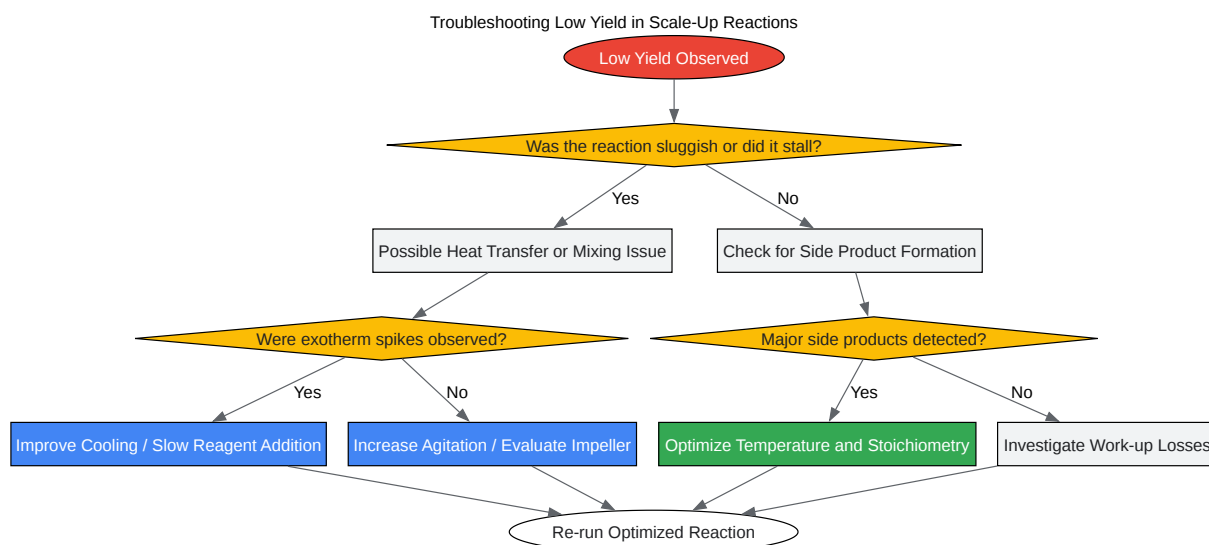 Troubleshooting Low Yield in Scale-Up Reactions
Low Yield Observed
Was the reaction sluggish or did it stall?
Yes
No
Possible Heat Transfer or Mixing Issue
Check for Side Product Formation
Were exotherm spikes observed?
Major side products detected?
Yes
No
Yes
No
Improve Cooling / Slow Reagent Addition
Increase Agitation / Evaluate Impeller
Optimize Temperature and Stoichiometry
Investigate Work-up Losses
Re-run Optimized Reaction